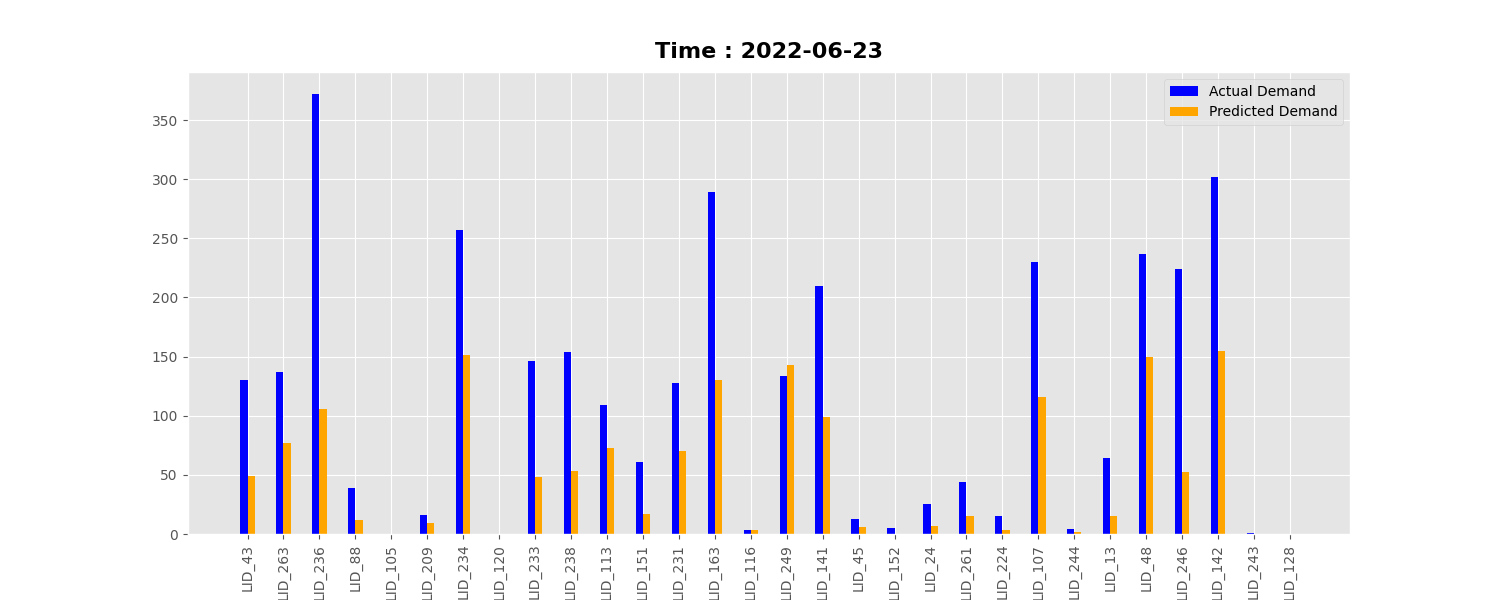 Time : 2022-06-23
Actual Demand
Predicted Demand
350
300
250
200
150
100
50
0
LID_43
LID_263
LID_236
LID_88
LID_105
LID_209
LID_234
LID_120
LID_233
LID_238
LID_113
LID_151
LID_231
LID_163
LID_116
LID_249
LID_141
LID_45
LID_152
LID_24
LID_261
LID_224
LID_107
LID_244
LID_13
LID_48
LID_246
LID_142
LID_243
LID_128